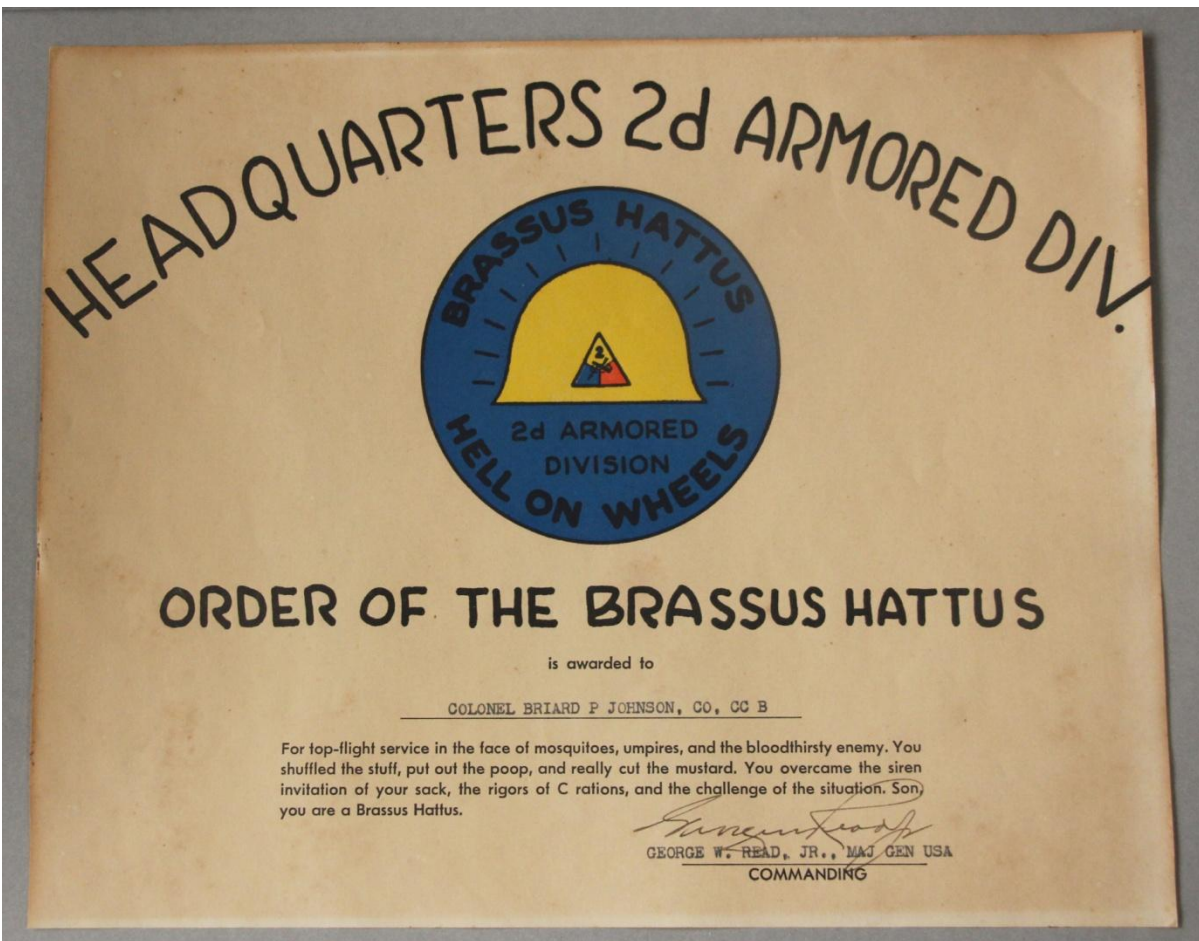 HEADQUARTERS 2d ARMORED DIV.
BRASSUS HATTUS
2
2d ARMORED
DIVISION
HELL ON WHEELS
ORDER OF THE BRASSUS HATTUS
is awarded to
COLONEL BRIARD P JOHNSON, CO, CC B
For top-flight service in the face of mosquitoes, umpires, and the bloodthirsty enemy. You
shuffled the stuff, put out the poop, and really cut the mustard. You overcame the siren
invitation of your sack, the rigors of C rations, and the challenge of the situation. Son,
you are a Brassus Hattus.
GEORGE W. READ, JR., MAJ GEN USA
COMMANDING